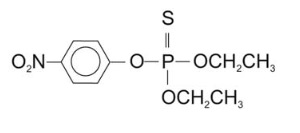 S
O₂N O P OCH₂CH₃
OCH₂CH₃